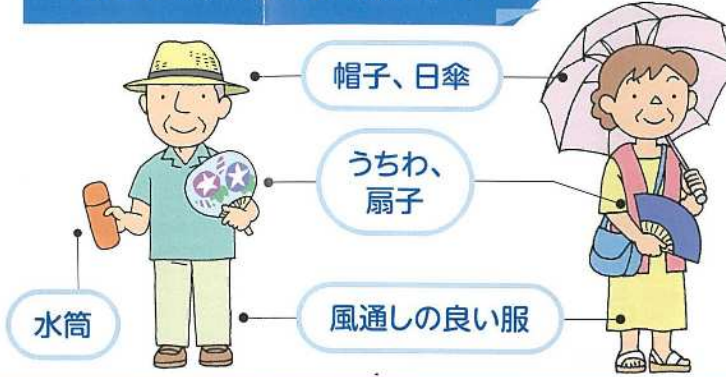 帽子、日傘
うちわ、
扇子
水筒
風通しの良い服